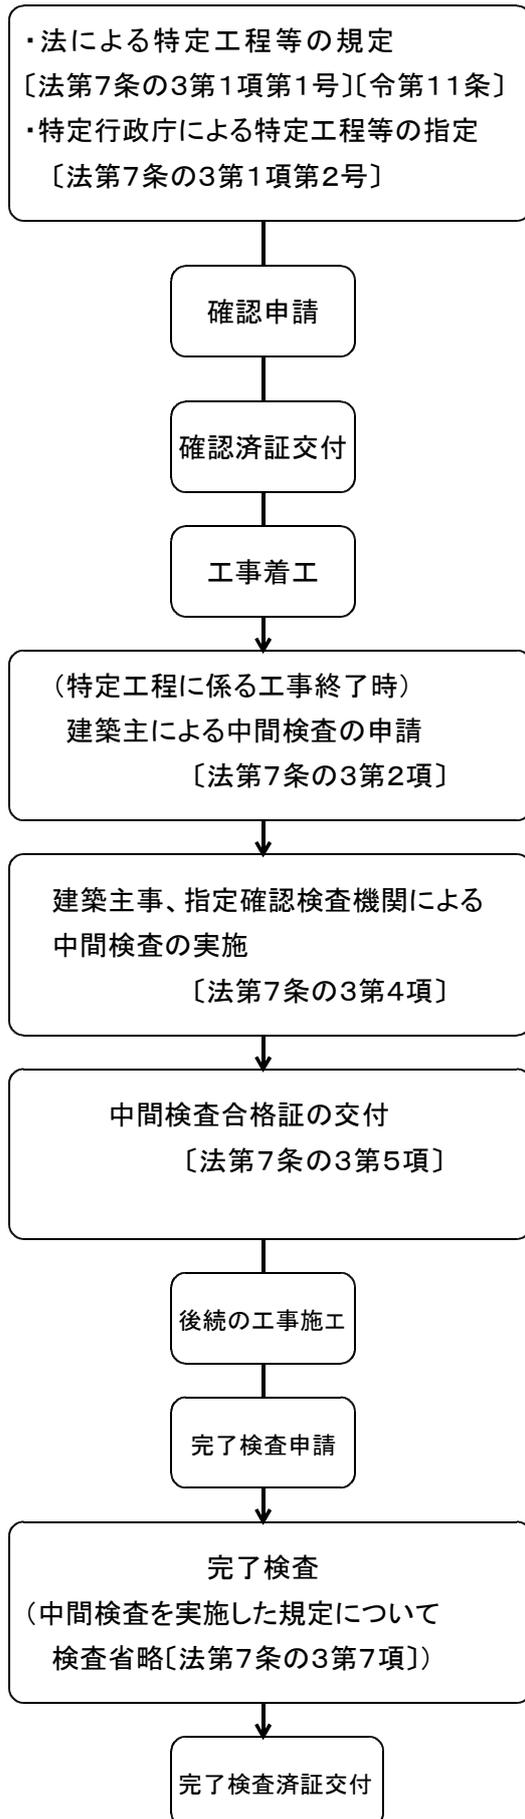 ・法による特定工程等の規定
〔法第７条の３第１項第１号〕〔令第１１条〕
・特定行政庁による特定工程等の指定
〔法第７条の３第１項第２号〕
確認申請
確認済証交付
工事着工
（特定工程に係る工事終了時）
建築主による中間検査の申請
〔法第７条の３第２項〕
建築主事、指定確認検査機関による
中間検査の実施
〔法第７条の３第４項〕
中間検査合格証の交付
〔法第７条の３第５項〕
後続の工事施工
完了検査申請
完了検査
（中間検査を実施した規定について
検査省略〔法第７条の３第７項〕）
完了検査済証交付